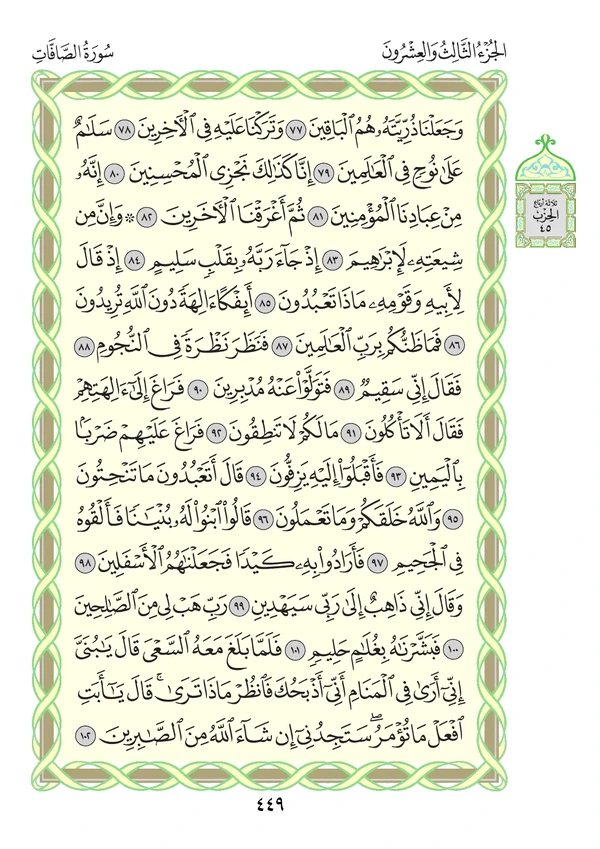 الجُزْءُ الثَّالِثُ وَالعِشْرُونَ
سُورَةُ الصَّافَّاتِ
وَجَعَلْنَا ذُرِّيَّتَهُۥ هُمُ ٱلْبَاقِينَ ٧٧ وَتَرَكْنَا عَلَيْهِ فِي ٱلْأٓخِرِينَ ٧٨ سَلَٰمٌ
عَلَىٰ نُوحٖ فِي ٱلْعَٰلَمِينَ ٧٩ إِنَّا كَذَٰلِكَ نَجْزِي ٱلْمُحْسِنِينَ ٨٠ إِنَّهُۥ
مِنْ عِبَادِنَا ٱلْمُؤْمِنِينَ ٨١ ثُمَّ أَغْرَقْنَا ٱلْأٓخَرِينَ ٨٢ ۞ وَإِنَّ مِن
شِيعَتِهِۦ لَإِبْرَٰهِيمَ ٨٣ إِذْ جَآءَ رَبَّهُۥ بِقَلْبٖ سَلِيمٍ ٨٤ إِذْ قَالَ
لِأَبِيهِ وَقَوْمِهِۦ مَاذَا تَعْبُدُونَ ٨٥ أَئِفْكًا ءَالِهَةٗ دُونَ ٱللَّهِ تُرِيدُونَ
٨٦ فَمَا ظَنُّكُم بِرَبِّ ٱلْعَٰلَمِينَ ٨٧ فَنَظَرَ نَظْرَةٗ فِي ٱلنُّجُومِ ٨٨
فَقَالَ إِنِّي سَقِيمٞ ٨٩ فَتَوَلَّوْا۟ عَنْهُ مُدْبِرِينَ ٩٠ فَرَاغَ إِلَىٰٓ ءَالِهَتِهِمْ
فَقَالَ أَلَا تَأْكُلُونَ ٩١ مَا لَكُمْ لَا تَنطِقُونَ ٩٢ فَرَاغَ عَلَيْهِمْ ضَرْبَۢا
بِٱلْيَمِينِ ٩٣ فَأَقْبَلُوٓا۟ إِلَيْهِ يَزِفُّونَ ٩٤ قَالَ أَتَعْبُدُونَ مَا تَنْحِتُونَ
٩٥ وَٱللَّهُ خَلَقَكُمْ وَمَا تَعْمَلُونَ ٩٦ قَالُوا۟ ٱبْنُوا۟ لَهُۥ بُنْيَٰنٗا فَأَلْقُوهُ
فِي ٱلْجَحِيمِ ٩٧ فَأَرَادُوا۟ بِهِۦ كَيْدٗا فَجَعَلْنَٰهُمُ ٱلْأَسْفَلِينَ ٩٨
وَقَالَ إِنِّي ذَاهِبٌ إِلَىٰ رَبِّي سَيَهْدِينِ ٩٩ رَبِّ هَبْ لِي مِنَ ٱلصَّٰلِحِينَ
١٠٠ فَبَشَّرْنَٰهُ بِغُلَٰمٍ حَلِيمٖ ١٠١ فَلَمَّا بَلَغَ مَعَهُ ٱلسَّعْيَ قَالَ يَٰبُنَيَّ
إِنِّيٓ أَرَىٰ فِي ٱلْمَنَامِ أَنِّيٓ أَذْبَحُكَ فَٱنظُرْ مَاذَا تَرَىٰۚ قَالَ يَٰٓأَبَتِ
ٱفْعَلْ مَا تُؤْمَرُۖ سَتَجِدُنِيٓ إِن شَآءَ ٱللَّهُ مِنَ ٱلصَّٰبِرِينَ ١٠٢
ثلاثة أرباع
الحزب
٤٥
٤٤٩